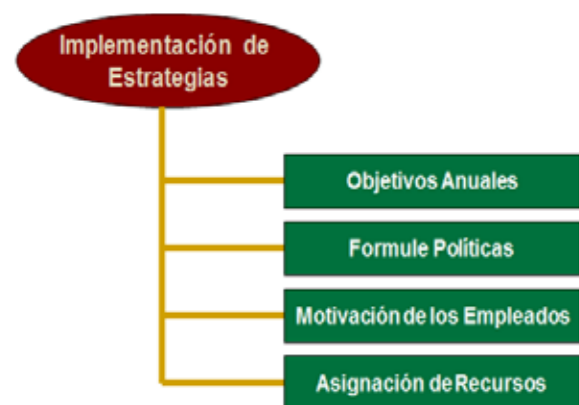 Implementación de
Estrategias
Objetivos Anuales
Formule Políticas
Motivación de los Empleados
Asignación de Recursos